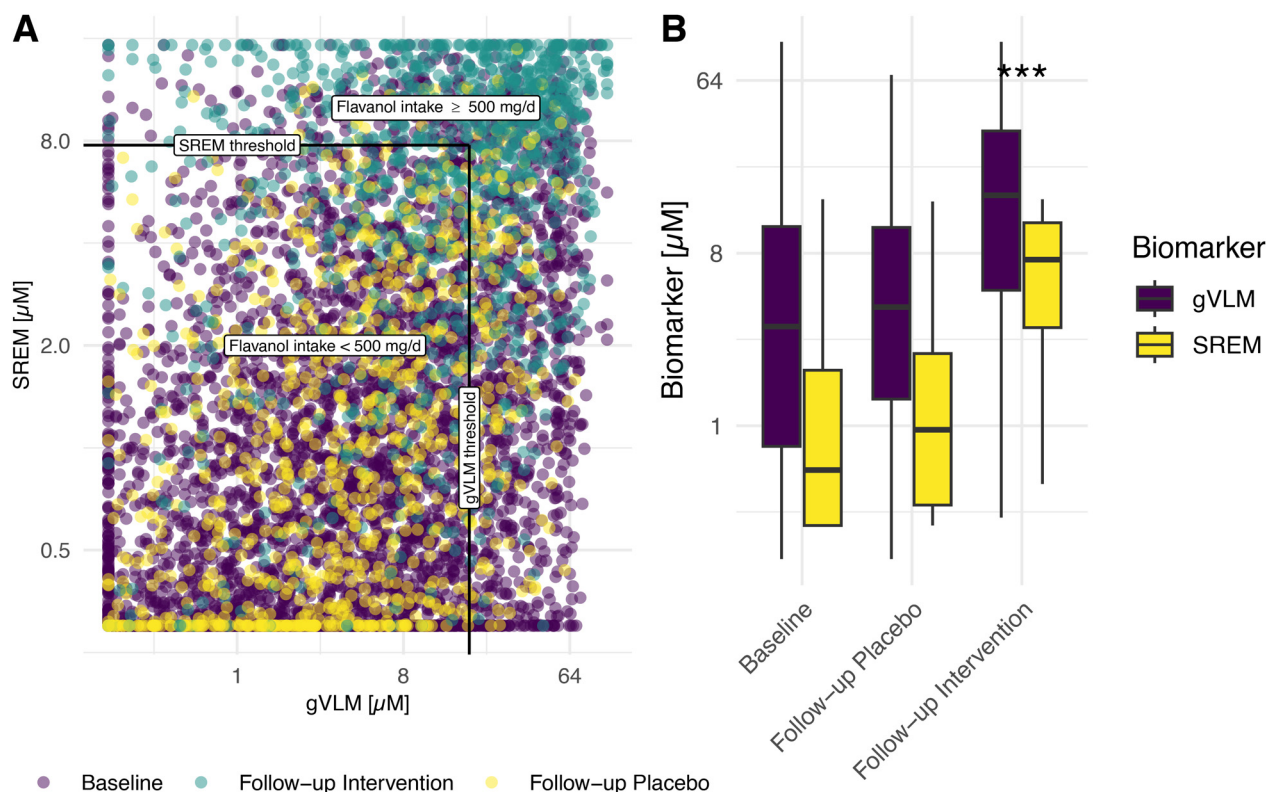 A
SREM [µM]
8.0
2.0
0.5
Flavanol intake ≥ 500 mg/d
SREM threshold
Flavanol intake < 500 mg/d
gVLM threshold
1
8
64
gVLM [µM]
Baseline
Follow-up Intervention
Follow-up Placebo
B
Biomarker [µM]
64
8
1
***
Baseline
Follow-up Placebo
Follow-up Intervention
Biomarker
gVLM
SREM